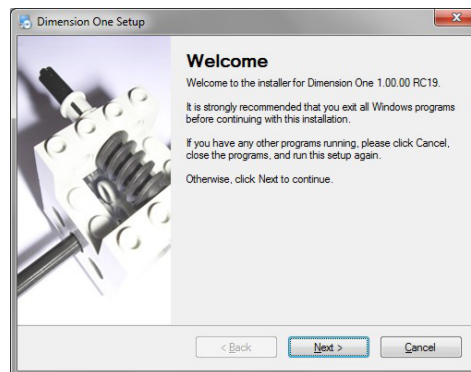 Dimension One Setup
Welcome
Welcome to the installer for Dimension One 1.00.00 RC19.
It is strongly recommended that you exit all Windows programs
before continuing with this installation.
If you have any other programs running, please click Cancel,
close the programs, and run this setup again.
Otherwise, click Next to continue.
< Back
Next >
Cancel